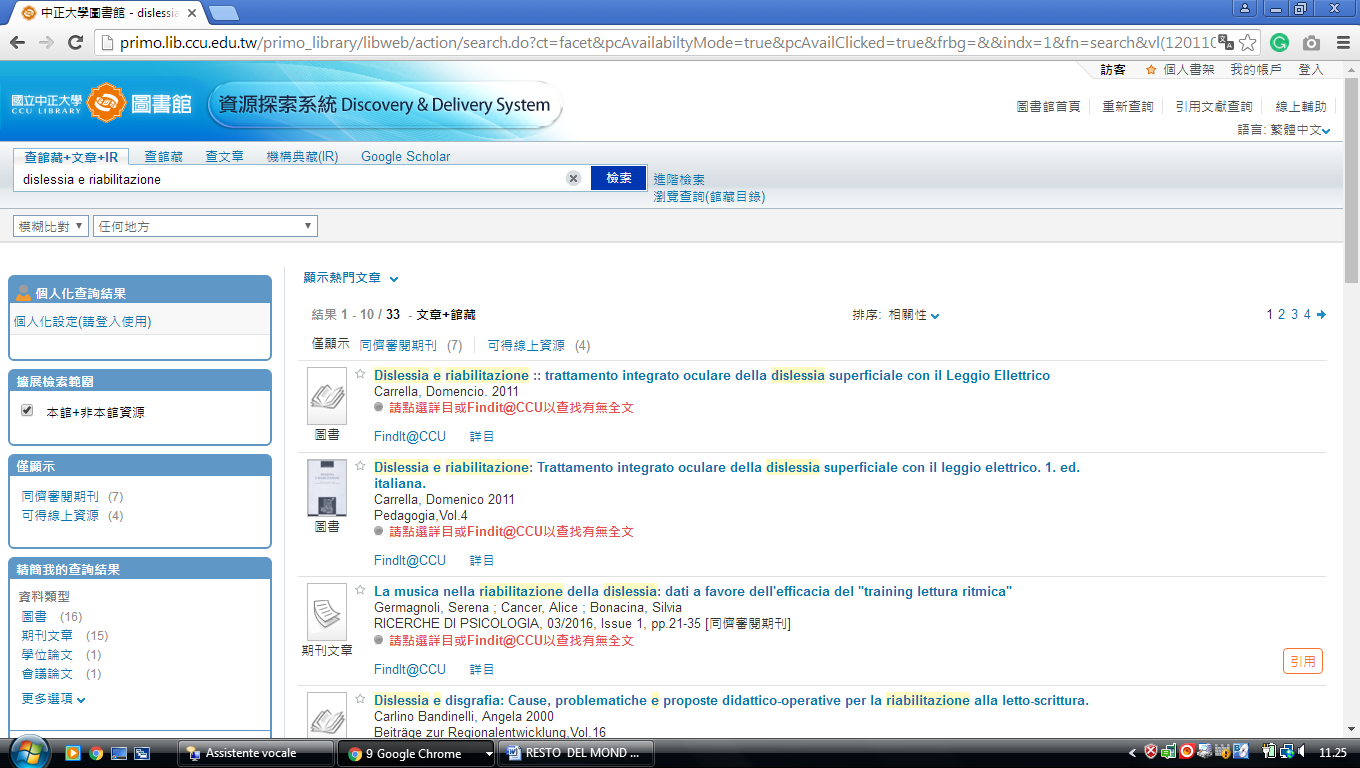 中正大學圖書館 - dislessia
primo.lib.ccu.edu.tw/primo_library/libweb/action/search.do?ct=facet&pcAvailabiltyMode=true&pcAvailClicked=true&frbg=&&indx=1&fn=search&vl(120110
訪客 個人書架 我的帳戶 登入
國立中正大學 圖書館
CCU LIBRARY
資源探索系統 Discovery & Delivery System
圖書館首頁 重新查詢 引用文獻查詢 線上輔助
語言: 繁體中文
查館藏+文章+IR 查館藏 查文章 機構典藏(IR) Google Scholar
dislessia e riabilitazione 檢索 進階檢索
瀏覽查詢(館藏目錄)
模糊比對 任何地方
個人化查詢結果
個人化設定(請登入使用)
擴展檢索範圍
本館+非本館資源
僅顯示
同儕審閱期刊 (7)
可得線上資源 (4)
精簡我的查詢結果
資料類型
圖書 (16)
期刊文章 (15)
學位論文 (1)
會議論文 (1)
更多選項
顯示熱門文章
結果 1 - 10 / 33 - 文章+館藏 排序: 相關性 1 2 3 4
僅顯示 同儕審閱期刊 (7) 可得線上資源 (4)
Dislessia e riabilitazione :: trattamento integrato oculare della dislessia superficiale con il Leggio Ellettrico
Carrella, Domencio. 2011
請點選詳目或Findit@CCU以查找有無全文
圖書
FindIt@CCU 詳目
Dislessia e riabilitazione: Trattamento integrato oculare della dislessia superficiale con il leggio elettrico. 1. ed.
italiana.
Carrella, Domenico 2011
Pedagogia,Vol.4
圖書
請點選詳目或Findit@CCU以查找有無全文
FindIt@CCU 詳目
La musica nella riabilitazione della dislessia: dati a favore dell'efficacia del "training lettura ritmica"
Germagnoli, Serena ; Cancer, Alice ; Bonacina, Silvia
RICERCHE DI PSICOLOGIA, 03/2016, Issue 1, pp.21-35 [同儕審閱期刊]
請點選詳目或Findit@CCU以查找有無全文
期刊文章
FindIt@CCU 詳目
引用
Dislessia e disgrafia: Cause, problematiche e proposte didattico-operative per la riabilitazione alla letto-scrittura.
Carlino Bandinelli, Angela 2000
Beiträge zur Regionalentwicklung,Vol.16
Assistente vocale 9 Google Chrome RESTO DEL MOND ... 11.25